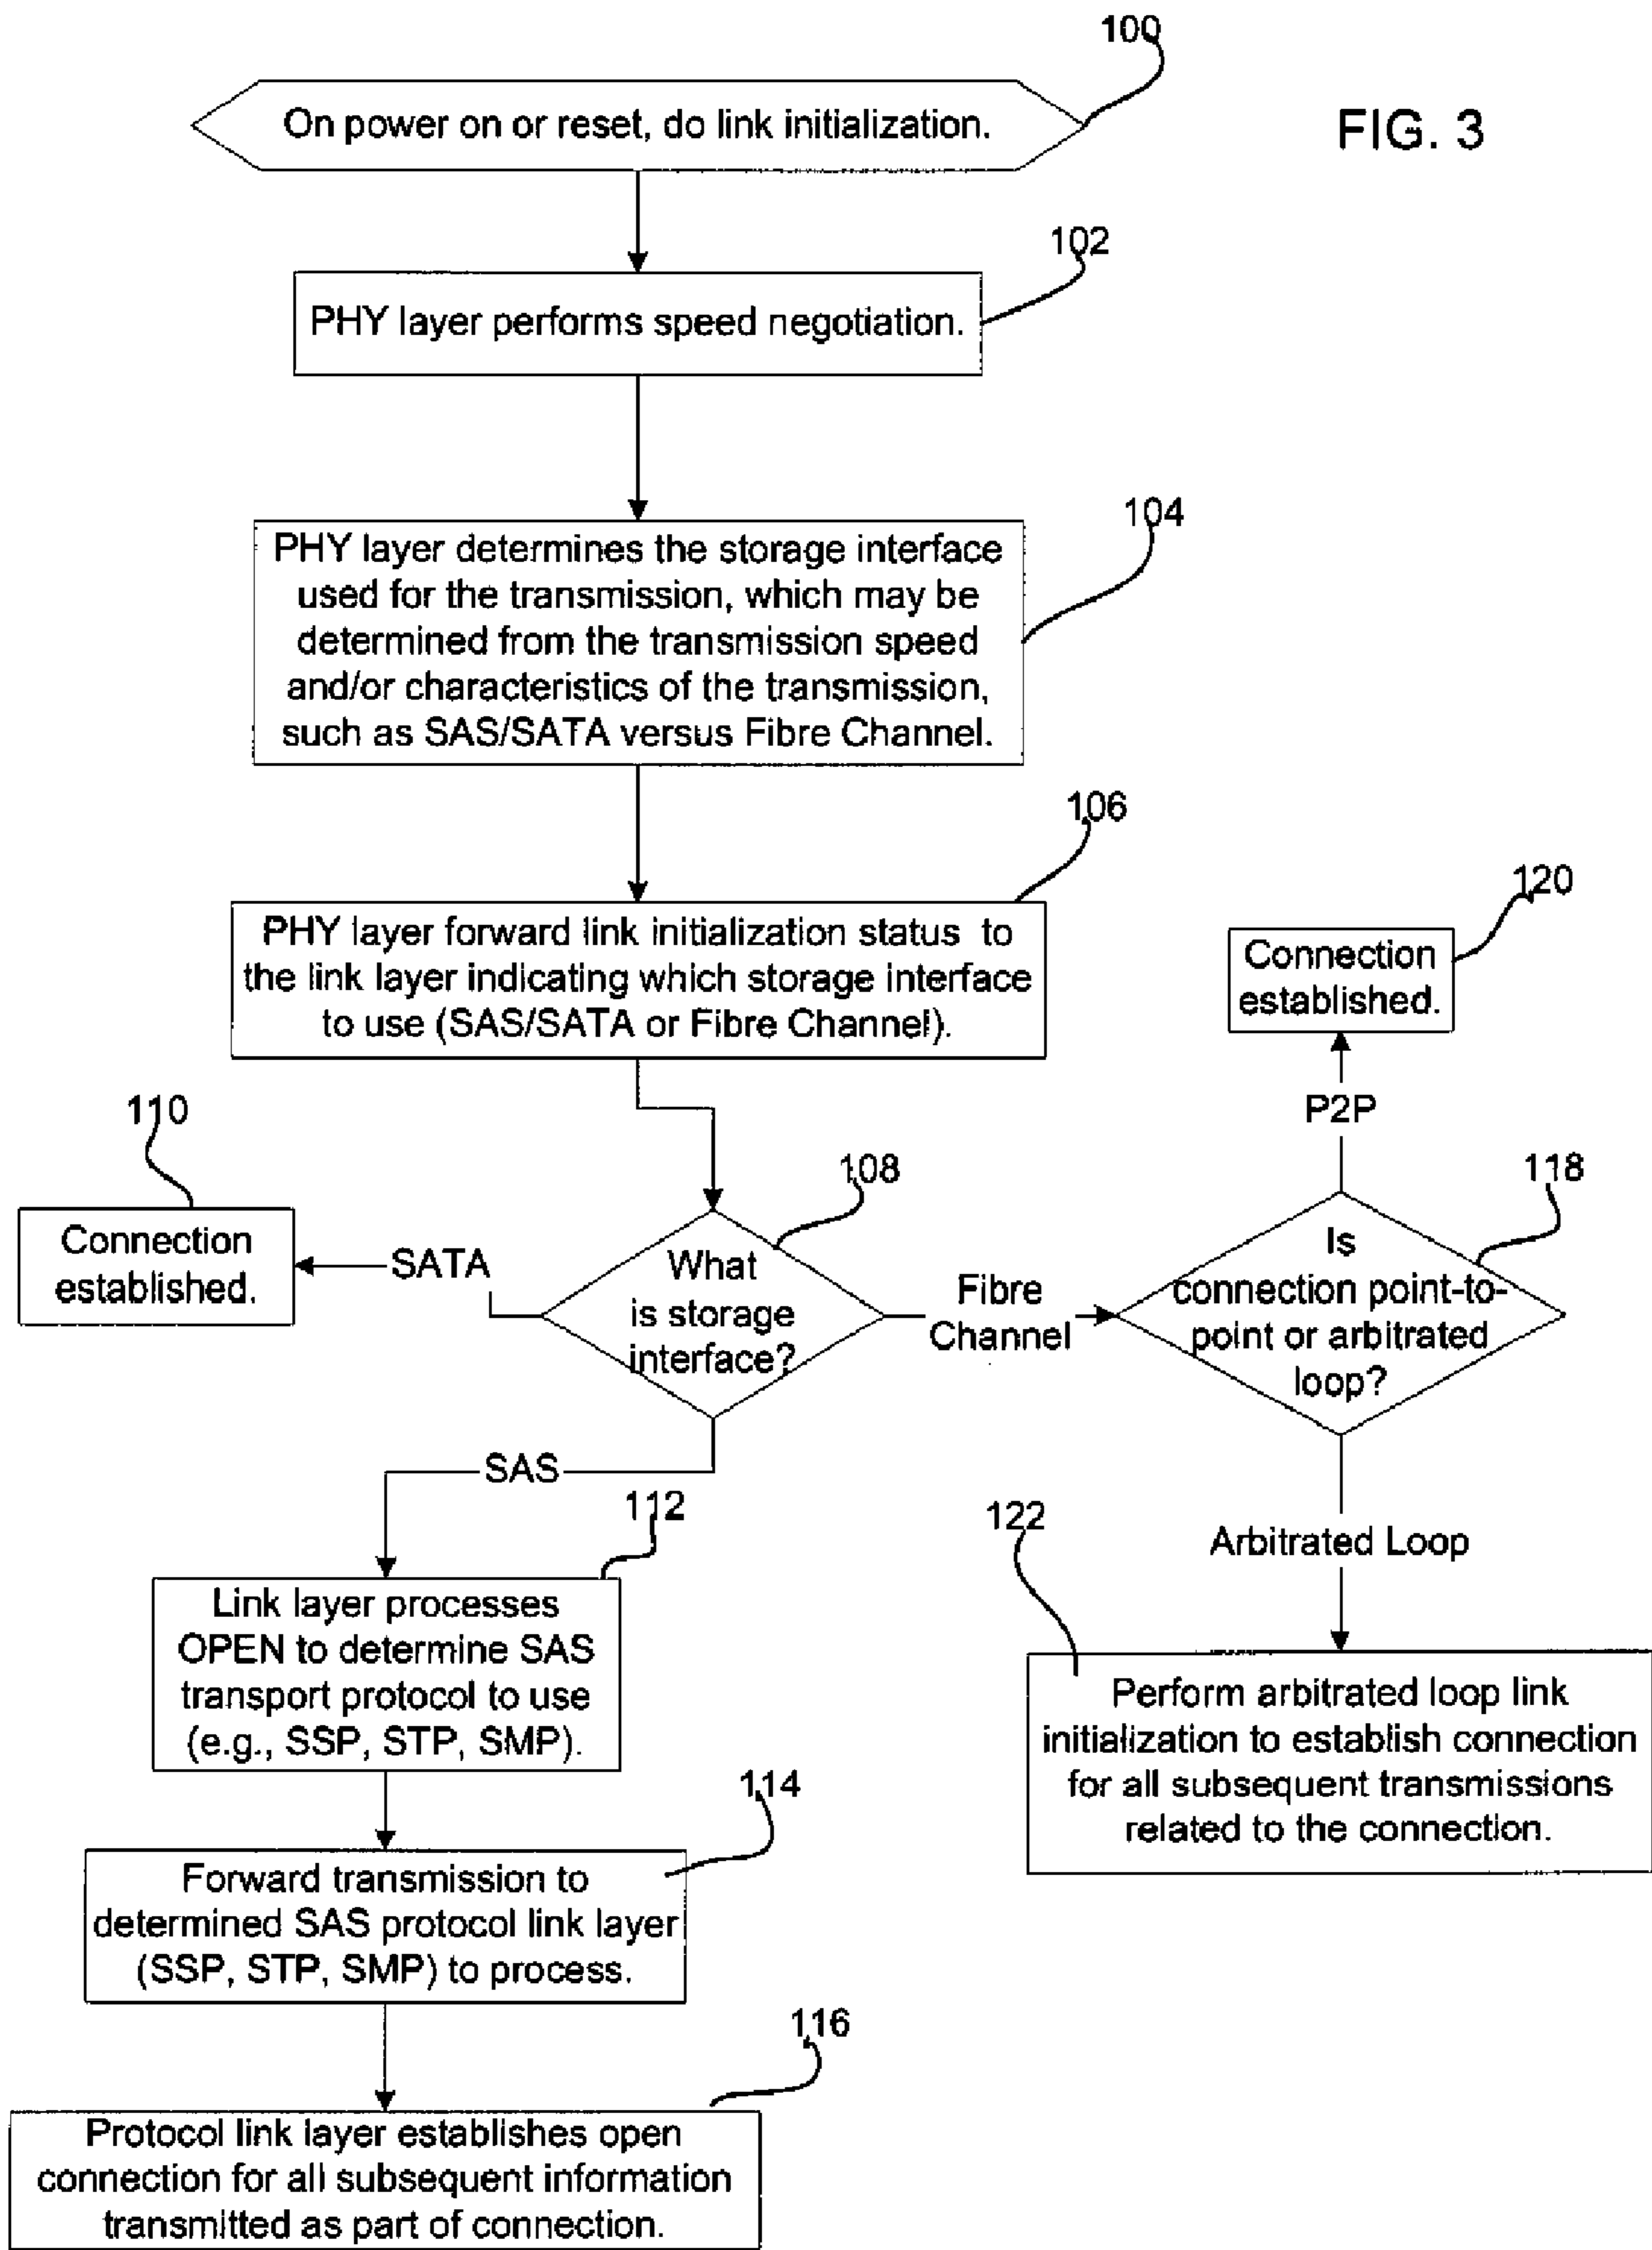 100
On power on or reset, do link initialization.
FIG. 3
102
PHY layer performs speed negotiation.
104
PHY layer determines the storage interface
used for the transmission, which may be
determined from the transmission speed
and/or characteristics of the transmission,
such as SAS/SATA versus Fibre Channel.
106
PHY layer forward link initialization status to
the link layer indicating which storage interface
to use (SAS/SATA or Fibre Channel).
120
Connection
established.
P2P
110
Connection
established.
SATA
108
What
is storage
interface?
Fibre
Channel
118
Is
connection point-to-
point or arbitrated
loop?
SAS
112
Link layer processes
OPEN to determine SAS
transport protocol to use
(e.g., SSP, STP, SMP).
Arbitrated Loop
122
Perform arbitrated loop link
initialization to establish connection
for all subsequent transmissions
related to the connection.
114
Forward transmission to
determined SAS protocol link layer
(SSP, STP, SMP) to process.
116
Protocol link layer establishes open
connection for all subsequent information
transmitted as part of connection.